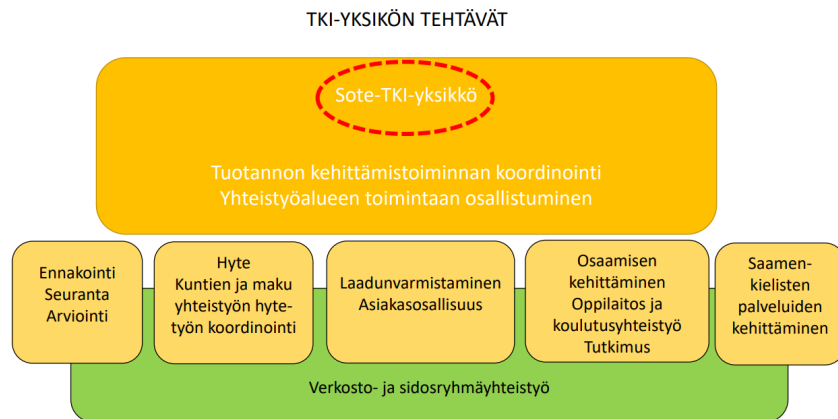 TKI-YKSIKÖN TEHTÄVÄT
Sote-TKI-yksikkö
Tuotannon kehittämistoiminnan koordinointi
Yhteistyöalueen toimintaan osallistuminen
Ennakointi
Seuranta
Arviointi
Hyte
Kuntien ja maku
yhteistyön hyte-
työn koordinointi
Laadunvarmistaminen
Asiakasosallisuus
Osaamisen
kehittäminen
Oppilaitos ja
koulutusyhteistyö
Tutkimus
Saamen-
kielisten
palveluiden
kehittäminen
Verkosto- ja sidosryhmäyhteistyö